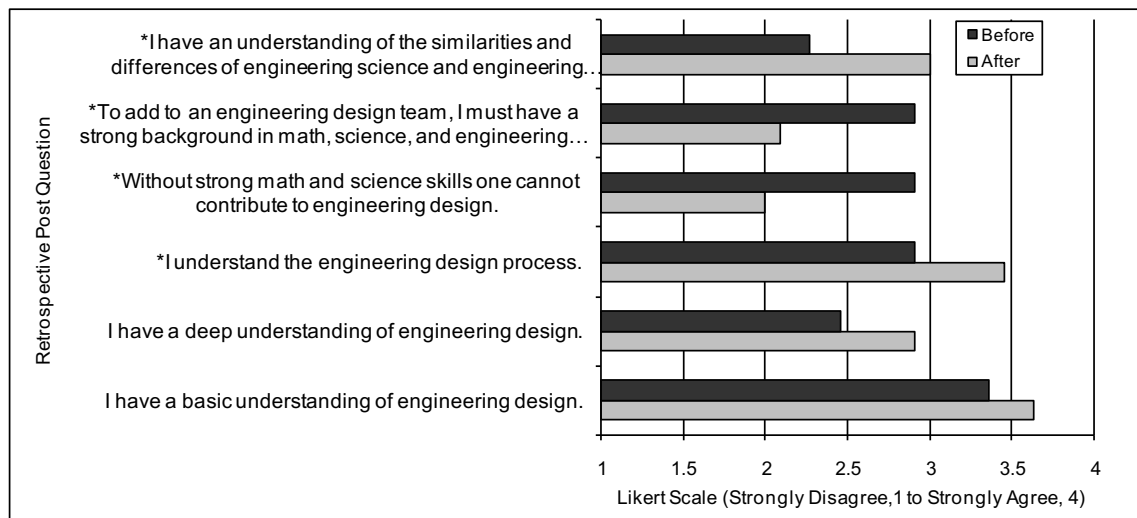 *I have an understanding of the similarities and
differences of engineering science and engineering…
*To add to an engineering design team, I must have a
strong background in math, science, and engineering…
*Without strong math and science skills one cannot
contribute to engineering design.
*I understand the engineering design process.
I have a deep understanding of engineering design.
I have a basic understanding of engineering design.
Retrospective Post Question
Before
After
1 1.5 2 2.5 3 3.5 4
Likert Scale (Strongly Disagree,1 to Strongly Agree, 4)